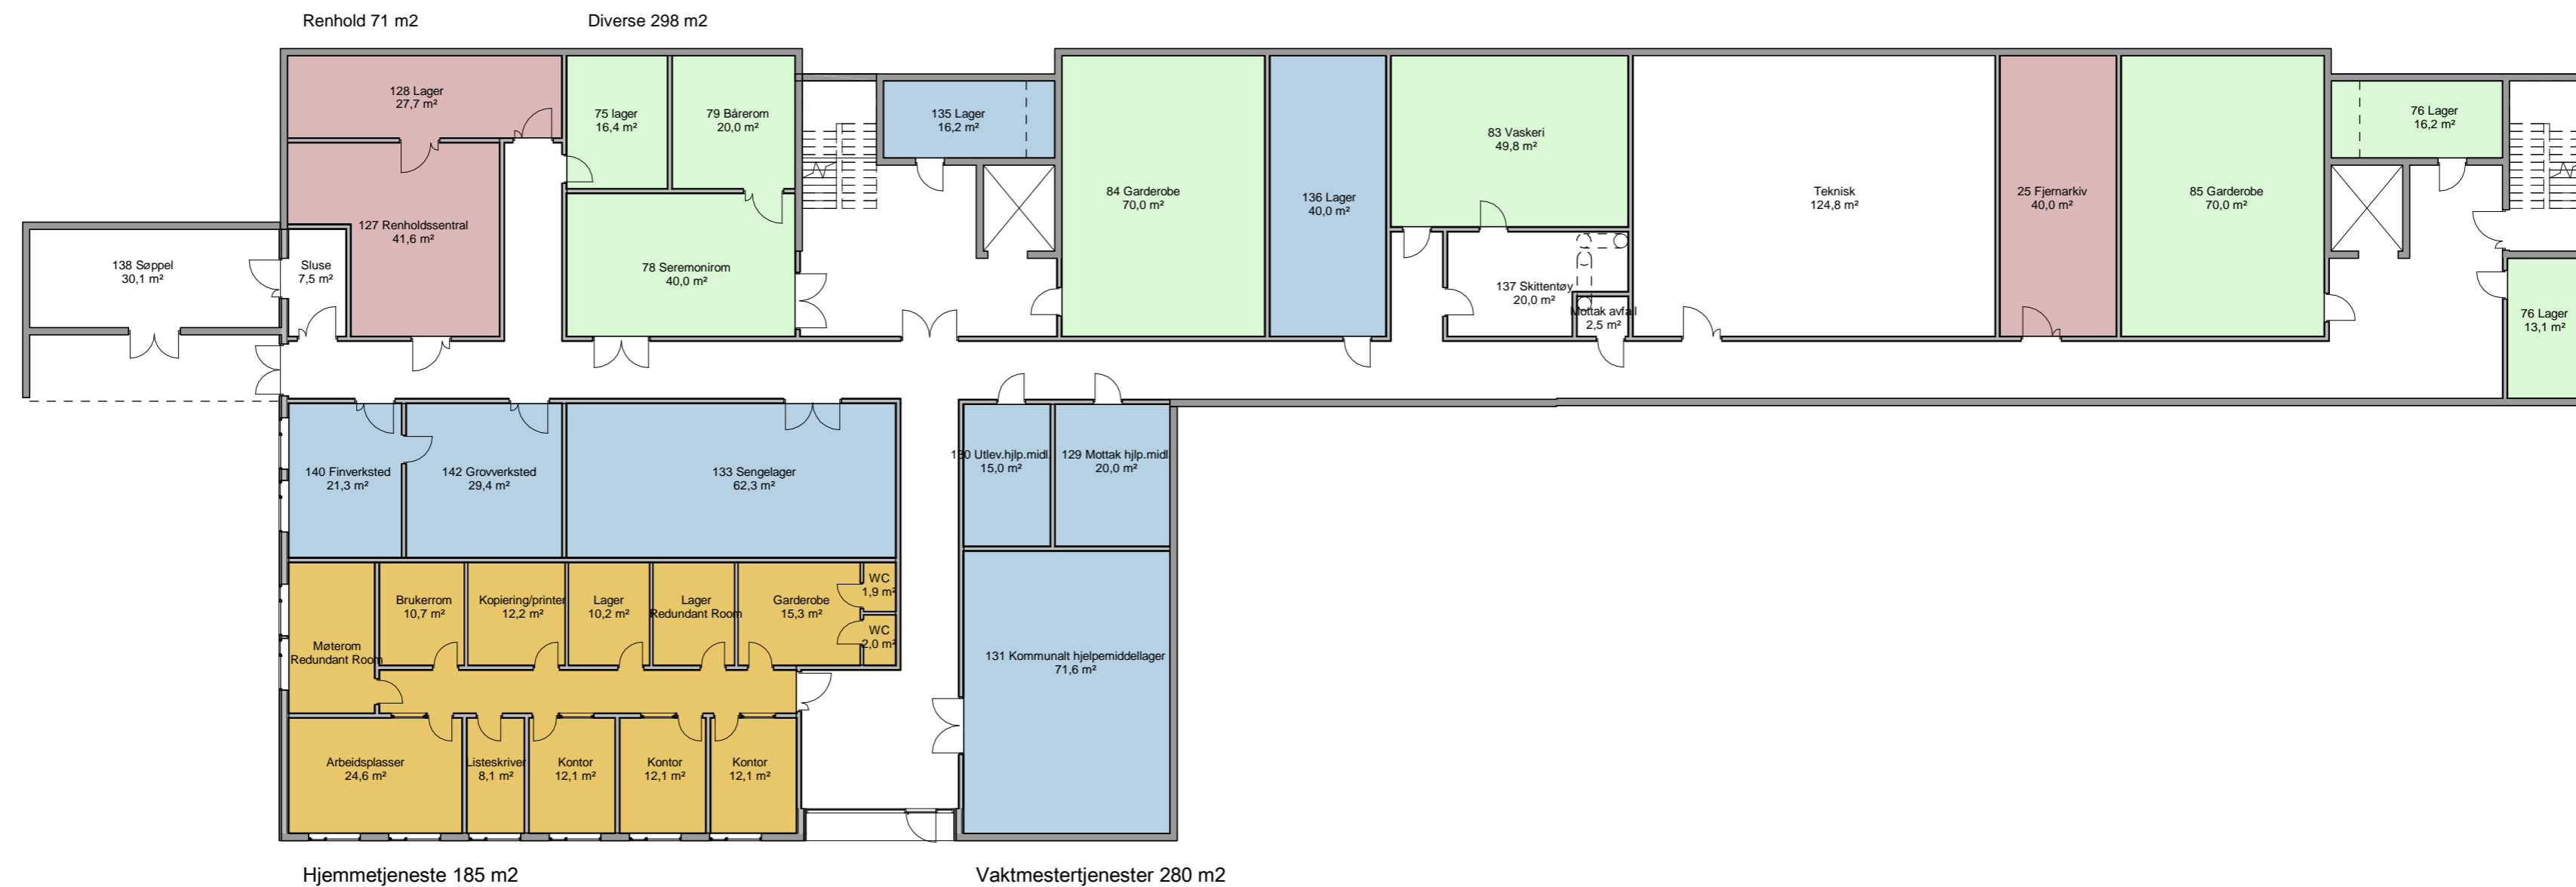 Renhold 71 m2
Diverse 298 m2
128 Lager
27,7 m²
75 lager
16,4 m²
79 Bårerom
20,0 m²
135 Lager
16,2 m²
84 Garderobe
70,0 m²
136 Lager
40,0 m²
83 Vaskeri
49,8 m²
Teknisk
124,8 m²
25 Fjernarkiv
40,0 m²
85 Garderobe
70,0 m²
76 Lager
16,2 m²
138 Søppel
30,1 m²
Sluse
7,5 m²
127 Renholdssentral
41,6 m²
78 Seremonirom
40,0 m²
137 Skittentøy
20,0 m²
Mottak avfall
2,5 m²
76 Lager
13,1 m²
140 Finverksted
21,3 m²
142 Grovverksted
29,4 m²
133 Sengelager
62,3 m²
130 Utlev.hjlp.midl.
15,0 m²
129 Mottak hjlp.midl
20,0 m²
Møterom
Redundant Room
Brukerrom
10,7 m²
Kopiering/printer
12,2 m²
Lager
10,2 m²
Lager
Redundant Room
Garderobe
15,3 m²
WC
1,9 m²
WC
2,0 m²
131 Kommunalt hjelpemiddellager
71,6 m²
Arbeidsplasser
24,6 m²
Listeskriver
8,1 m²
Kontor
12,1 m²
Kontor
12,1 m²
Kontor
12,1 m²
Hjemmetjeneste 185 m2
Vaktmestertjenester 280 m2